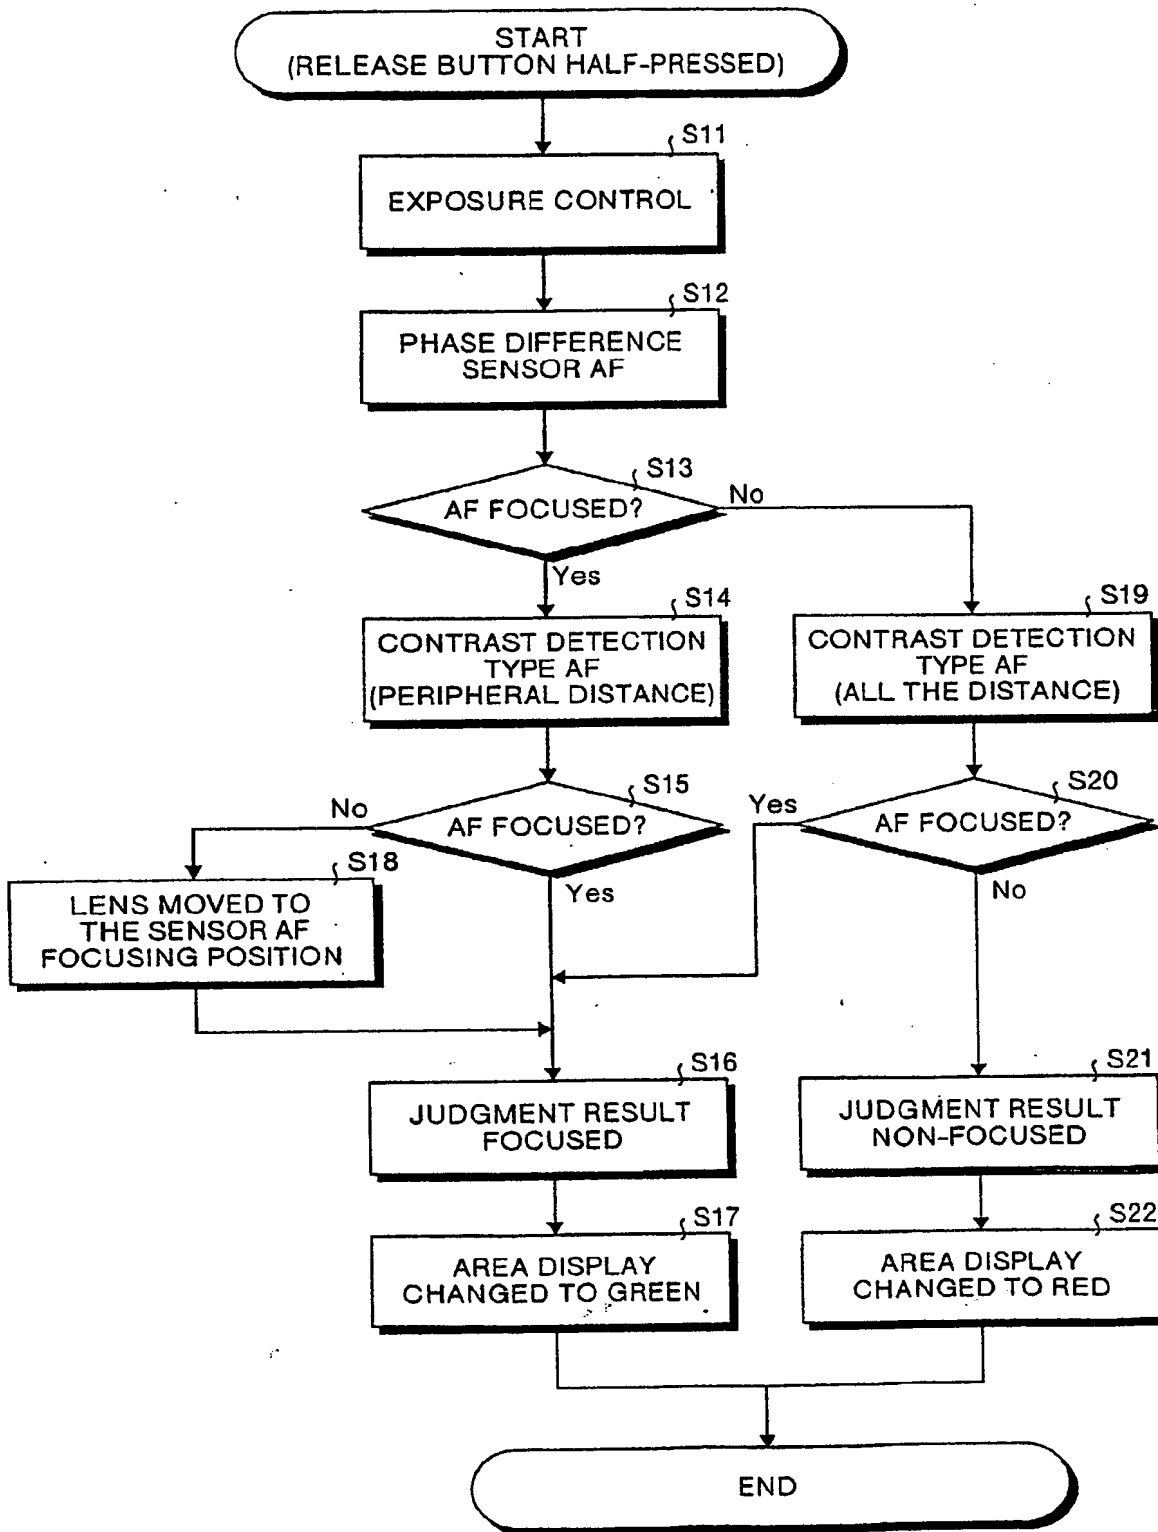 START
(RELEASE BUTTON HALF-PRESSED)
S11
EXPOSURE CONTROL
S12
PHASE DIFFERENCE
SENSOR AF
S13
AF FOCUSED?
No
Yes
S14
CONTRAST DETECTION
TYPE AF
(PERIPHERAL DISTANCE)
S19
CONTRAST DETECTION
TYPE AF
(ALL THE DISTANCE)
S15
AF FOCUSED?
No
Yes
S20
AF FOCUSED?
Yes
No
S18
LENS MOVED TO
THE SENSOR AF
FOCUSING POSITION
S16
JUDGMENT RESULT
FOCUSED
S21
JUDGMENT RESULT
NON-FOCUSED
S17
AREA DISPLAY
CHANGED TO GREEN
S22
AREA DISPLAY
CHANGED TO RED
END